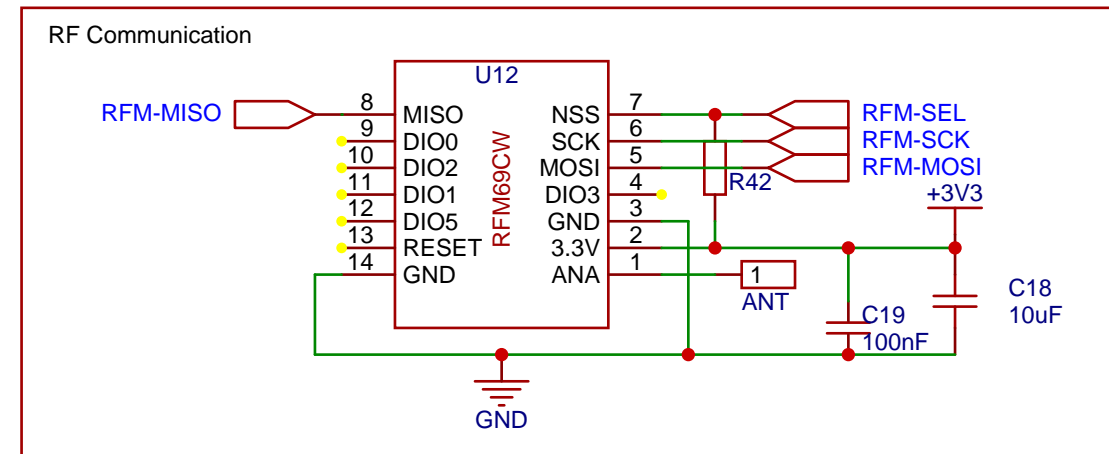 RF Communication
U12
RFM-MISO
8 MISO
9 DIO0
10 DIO2
11 DIO1
12 DIO5
13 RESET
14 GND
RFM69CW
NSS 7
SCK 6
MOSI 5
DIO3 4
GND 3
3.3V 2
ANA 1
RFM-SEL
RFM-SCK
RFM-MOSI
R42
+3V3
1
ANT
C19
100nF
C18
10uF
GND